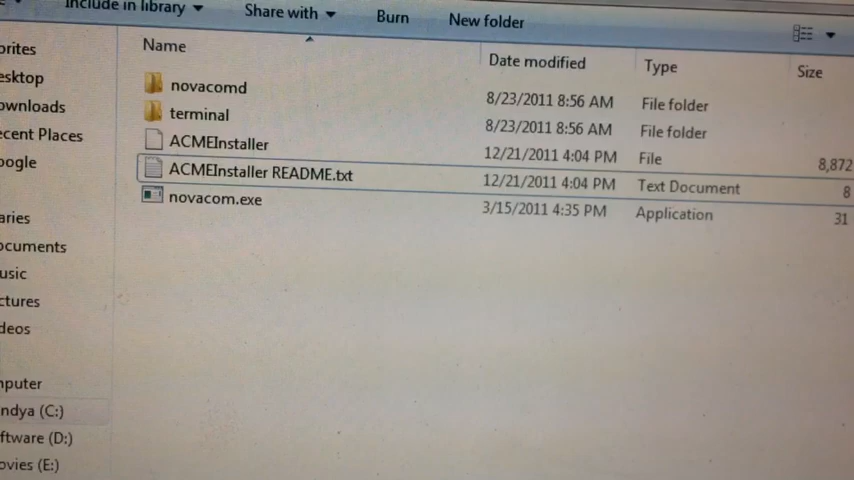 Include in library Share with Burn New folder
Name Date modified Type Size
novacomd 8/23/2011 8:56 AM File folder
terminal 8/23/2011 8:56 AM File folder
ACMEInstaller 12/21/2011 4:04 PM File 8,872
ACMEInstaller README.txt 12/21/2011 4:04 PM Text Document 8
novacom.exe 3/15/2011 4:35 PM Application 31
orites
esktop
ownloads
ecent Places
oogle
aries
ocuments
usic
ctures
deos
mputer
ndya (C:)
ftware (D:)
ovies (E:)